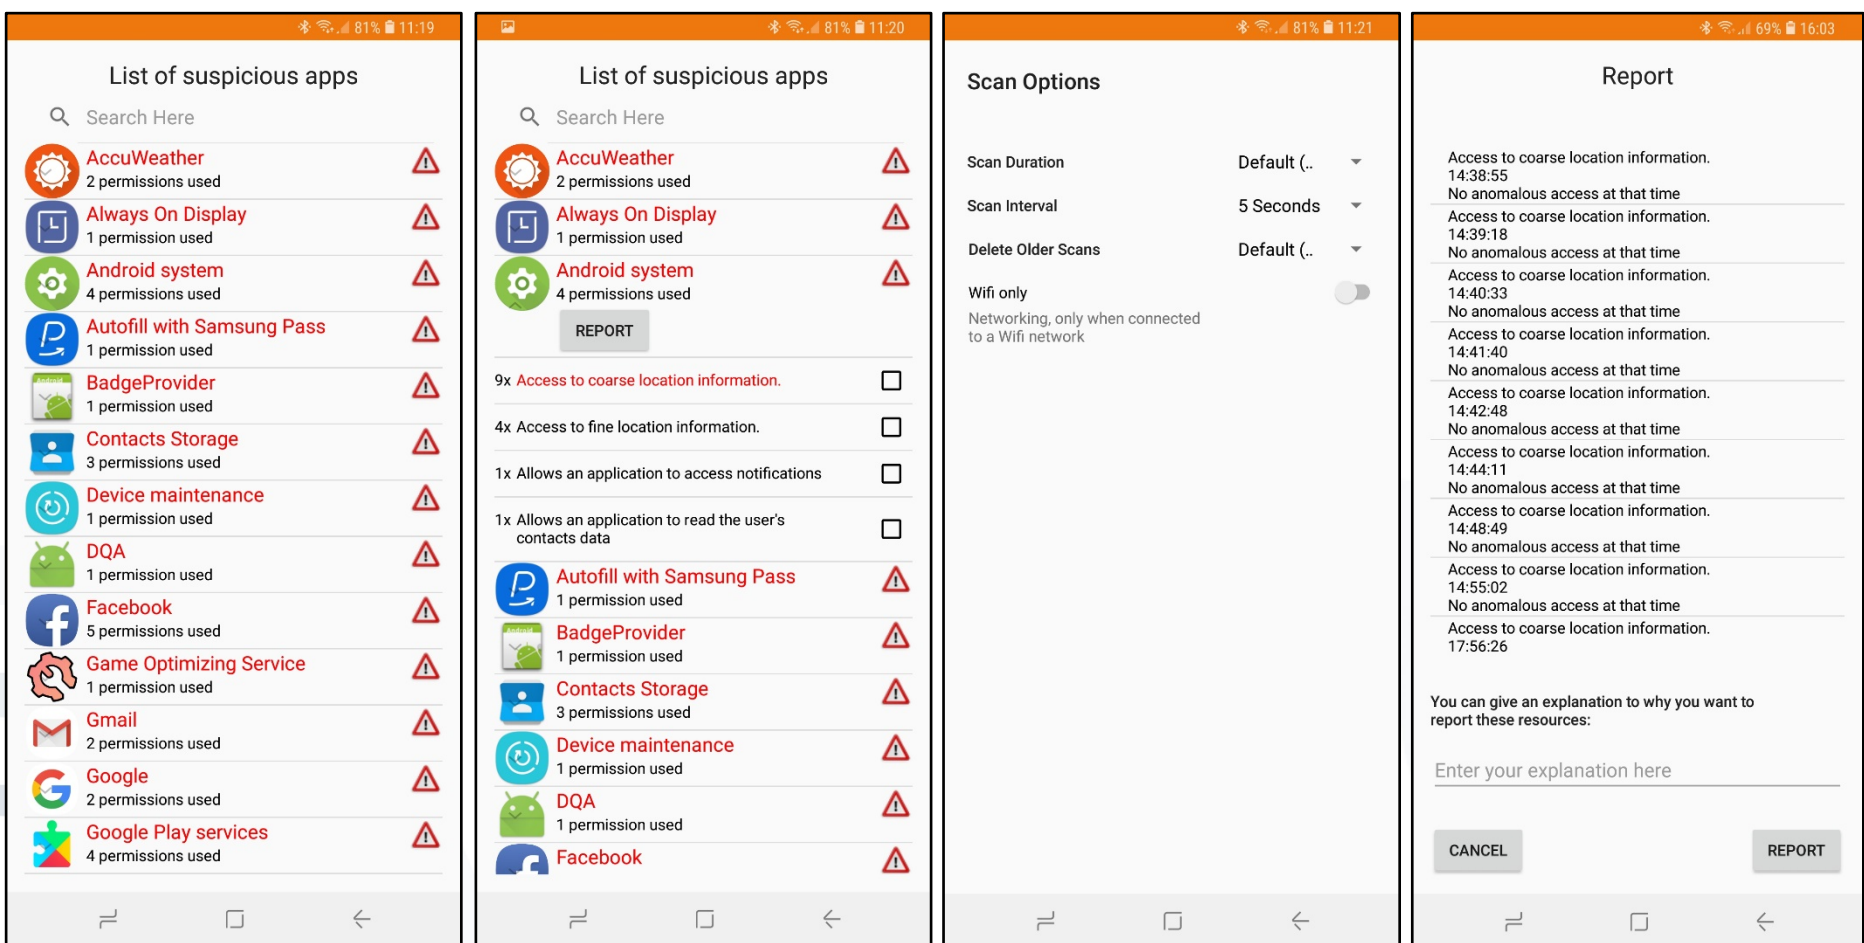 81% 11:19
List of suspicious apps
Search Here
AccuWeather
2 permissions used
Always On Display
1 permission used
Android system
4 permissions used
Autofill with Samsung Pass
1 permission used
BadgeProvider
1 permission used
Contacts Storage
3 permissions used
Device maintenance
1 permission used
DQA
1 permission used
Facebook
5 permissions used
Game Optimizing Service
1 permission used
Gmail
2 permissions used
Google
2 permissions used
Google Play services
4 permissions used
81% 11:20
List of suspicious apps
Search Here
AccuWeather
2 permissions used
Always On Display
1 permission used
Android system
4 permissions used
REPORT
9x Access to coarse location information.
4x Access to fine location information.
1x Allows an application to access notifications
1x Allows an application to read the user's
contacts data
Autofill with Samsung Pass
1 permission used
Android
BadgeProvider
1 permission used
Contacts Storage
3 permissions used
Device maintenance
1 permission used
DQA
1 permission used
Facebook
81% 11:21
Scan Options
Scan Duration Default (..
Scan Interval 5 Seconds
Delete Older Scans Default (..
Wifi only
Networking, only when connected
to a Wifi network
69% 16:03
Report
Access to coarse location information.
14:38:55
No anomalous access at that time
Access to coarse location information.
14:39:18
No anomalous access at that time
Access to coarse location information.
14:40:33
No anomalous access at that time
Access to coarse location information.
14:41:40
No anomalous access at that time
Access to coarse location information.
14:42:48
No anomalous access at that time
Access to coarse location information.
14:44:11
No anomalous access at that time
Access to coarse location information.
14:48:49
No anomalous access at that time
Access to coarse location information.
14:55:02
No anomalous access at that time
Access to coarse location information.
17:56:26
You can give an explanation to why you want to
report these resources:
Enter your explanation here
CANCEL REPORT